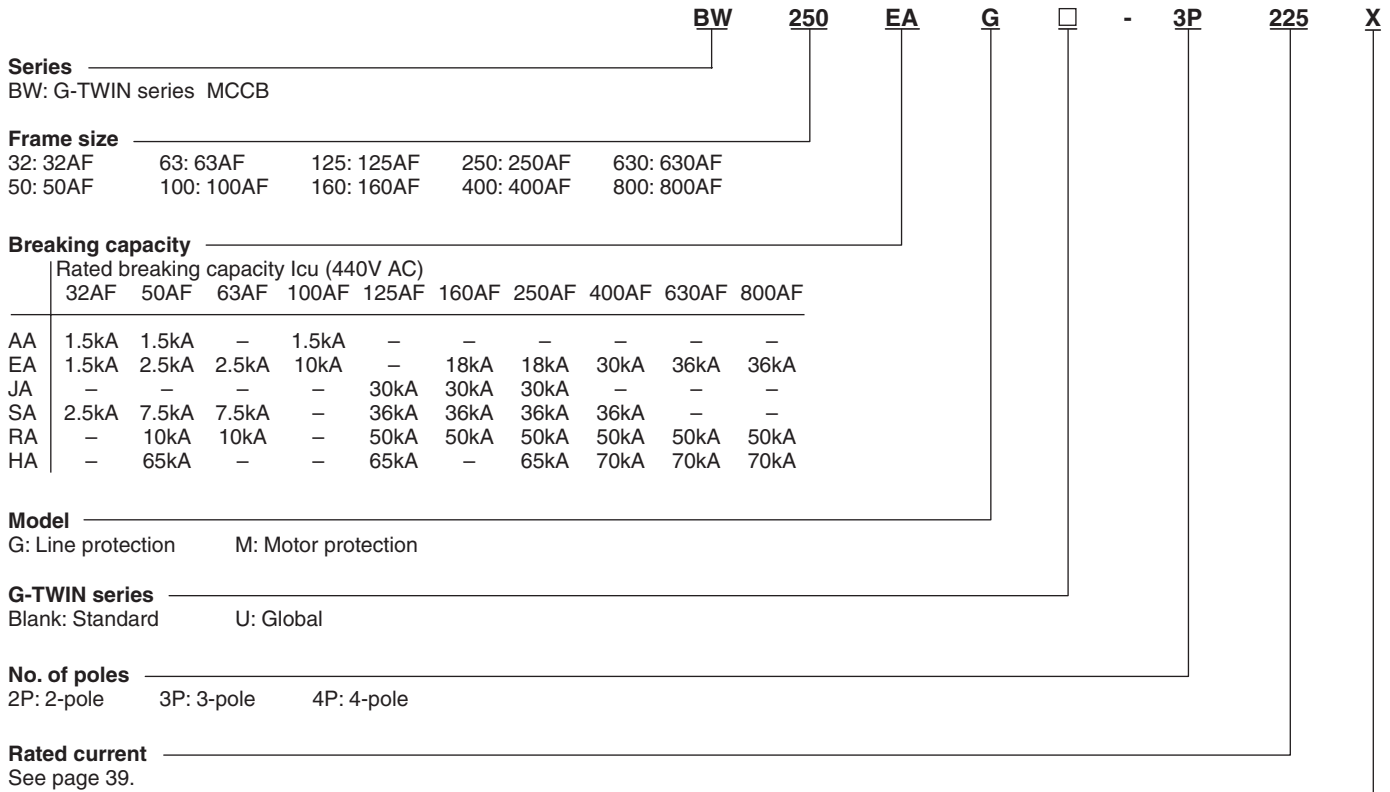 BW 250 EA G □ - 3P 225 X
Series
BW: G-TWIN series MCCB
Frame size
32: 32AF 63: 63AF 125: 125AF 250: 250AF 630: 630AF
50: 50AF 100: 100AF 160: 160AF 400: 400AF 800: 800AF
Breaking capacity
Rated breaking capacity Icu (440V AC)
32AF 50AF 63AF 100AF 125AF 160AF 250AF 400AF 630AF 800AF
AA 1.5kA 1.5kA – 1.5kA – – – – – –
EA 1.5kA 2.5kA 2.5kA 10kA – 18kA 18kA 30kA 36kA 36kA
JA – – – – 30kA 30kA 30kA – – –
SA 2.5kA 7.5kA 7.5kA – 36kA 36kA 36kA 36kA – –
RA – 10kA 10kA – 50kA 50kA 50kA 50kA 50kA 50kA
HA – 65kA – – 65kA – 65kA 70kA 70kA 70kA
Model
G: Line protection M: Motor protection
G-TWIN series
Blank: Standard U: Global
No. of poles
2P: 2-pole 3P: 3-pole 4P: 4-pole
Rated current
See page 39.